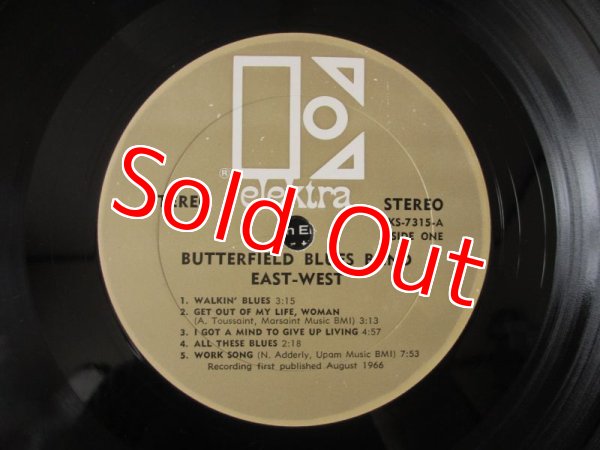 ®
elektra
STEREO
EKS-7315-A
SIDE ONE
BUTTERFIELD BLUES BAND
EAST-WEST
1. WALKIN' BLUES 3:15
2. GET OUT OF MY LIFE, WOMAN
(A. Toussaint, Marsaint Music BMI) 3:13
3. I GOT A MIND TO GIVE UP LIVING 4:57
4. ALL THESE BLUES 2:18
5. WORK SONG (N. Adderly, Upam Music BMI) 7:53
Recording first published August 1966
Sold Out